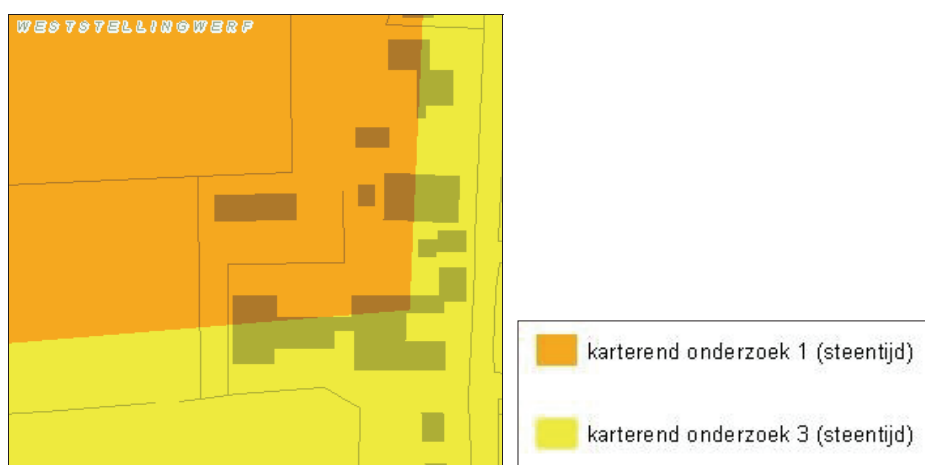 WESTSTELLINGWERF
karterend onderzoek 1 (steentijd)
karterend onderzoek 3 (steentijd)